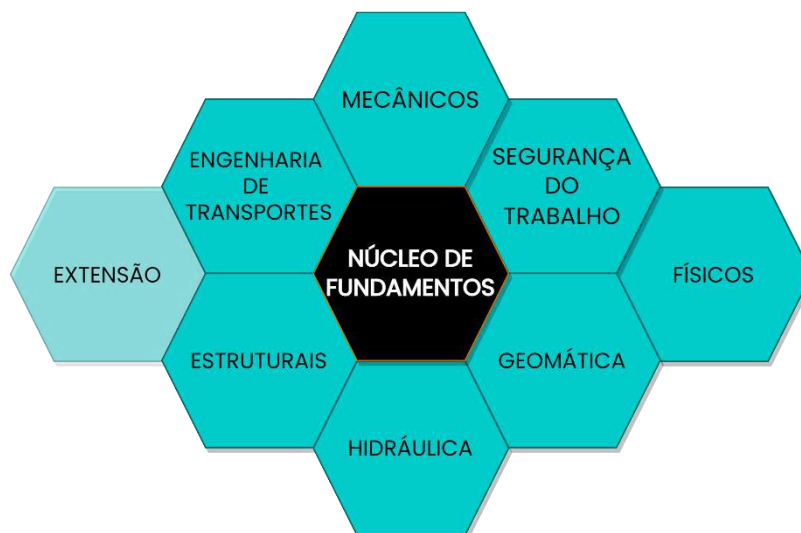 MECÂNICOS
ENGENHARIA
DE
TRANSPORTES
SEGURANÇA
DO
TRABALHO
EXTENSÃO
NÚCLEO DE
FUNDAMENTOS
FÍSICOS
ESTRUTURAIS
GEOMÁTICA
HIDRÁULICA